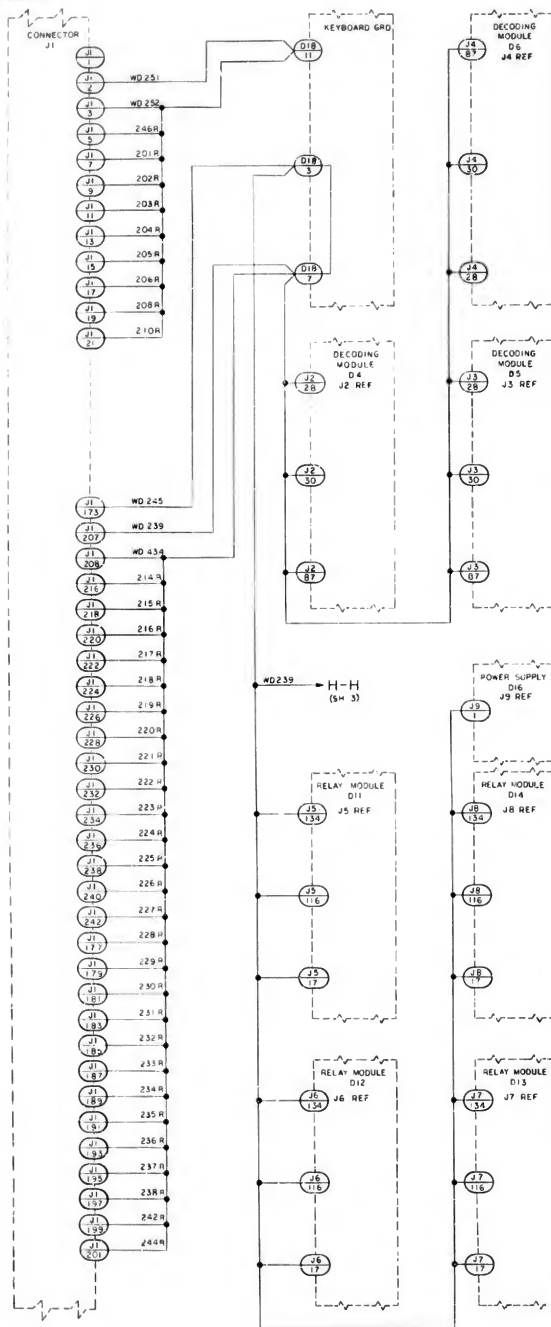 CONNECTOR
J1
J1
1
J1
2
WD 251
J1
3
WD 252
J1
5
246R
J1
7
201R
J1
9
202R
J1
11
203R
J1
13
204R
J1
15
205R
J1
17
206R
J1
19
208R
J1
21
210R
J1
173
WD 245
J1
207
WD 239
J1
208
WD 434
J1
216
214R
J1
218
215R
J1
220
216R
J1
222
217R
J1
224
218R
J1
226
219R
J1
228
220R
J1
230
221R
J1
232
222R
J1
234
223R
J1
236
224R
J1
238
225R
J1
240
226R
J1
242
227R
J1
177
228R
J1
179
229R
J1
181
230R
J1
183
231R
J1
185
232R
J1
187
233R
J1
189
234R
J1
191
235R
J1
193
236R
J1
195
237R
J1
197
238R
J1
199
242R
J1
201
244R
KEYBOARD GRD
D18
11
D18
3
D18
7
DECODING
MODULE
D4
J2 REF
J2
28
J2
30
J2
87
WD239
H-H
(SH 3)
RELAY MODULE
D11
J5 REF
J5
134
J5
116
J5
17
RELAY MODULE
D12
J6 REF
J6
134
J6
116
J6
17
DECODING
MODULE
D6
J4 REF
J4
87
J4
30
J4
28
DECODING
MODULE
D5
J3 REF
J3
28
J3
30
J3
87
POWER SUPPLY
D16
J9 REF
J9
1
RELAY MODULE
D14
J8 REF
J8
134
J8
116
J8
17
RELAY MODULE
D13
J7 REF
J7
134
J7
116
J7
17